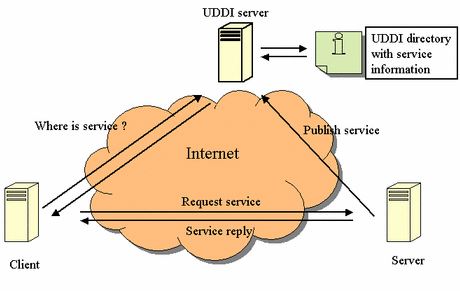 UDDI server
UDDI directory
with service
information
Where is service ?
Publish service
Internet
Request service
Service reply
Client
Server